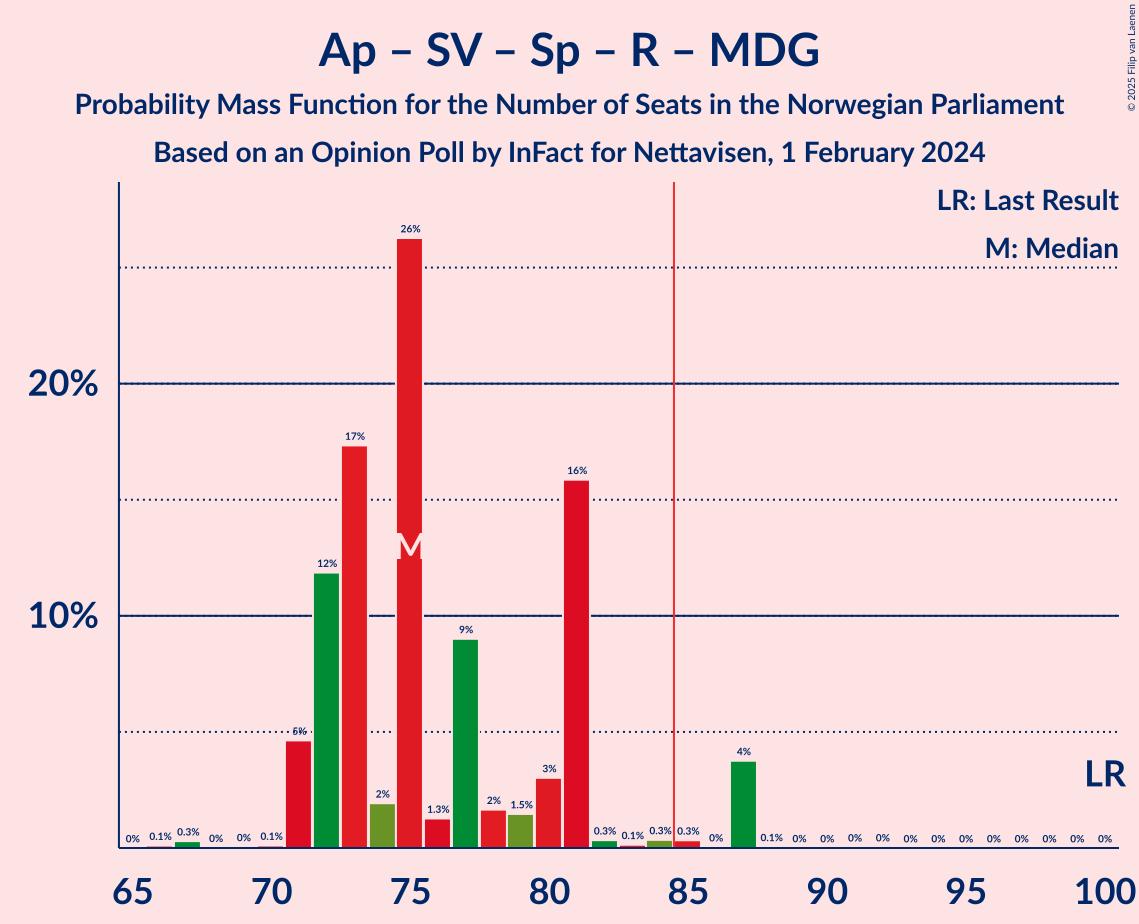 Ap – SV – Sp – R – MDG
Probability Mass Function for the Number of Seats in the Norwegian Parliament
Based on an Opinion Poll by InFact for Nettavisen, 1 February 2024
© 2025 Filip van Laenen
LR: Last Result
M: Median
20%
10%
0% 0.1% 0.3% 0% 0% 0.1% 5% 12% 17% 2% 26% 1.3% 9% 2% 1.5% 3% 16% 0.3% 0.1% 0.3% 0.3% 0% 4% 0.1% 0% 0% 0% 0% 0% 0% 0% 0% 0% 0% 0% 0%
M
LR
65 70 75 80 85 90 95 100